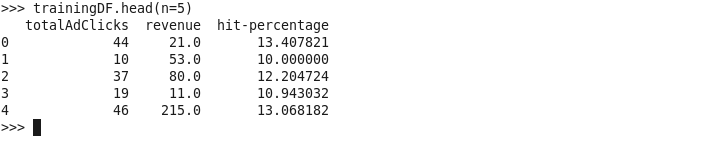 >>> trainingDF.head(n=5)
   totalAdClicks  revenue  hit-percentage
0             44     21.0       13.407821
1             10     53.0       10.000000
2             37     80.0       12.204724
3             19     11.0       10.943032
4             46    215.0       13.068182
>>>